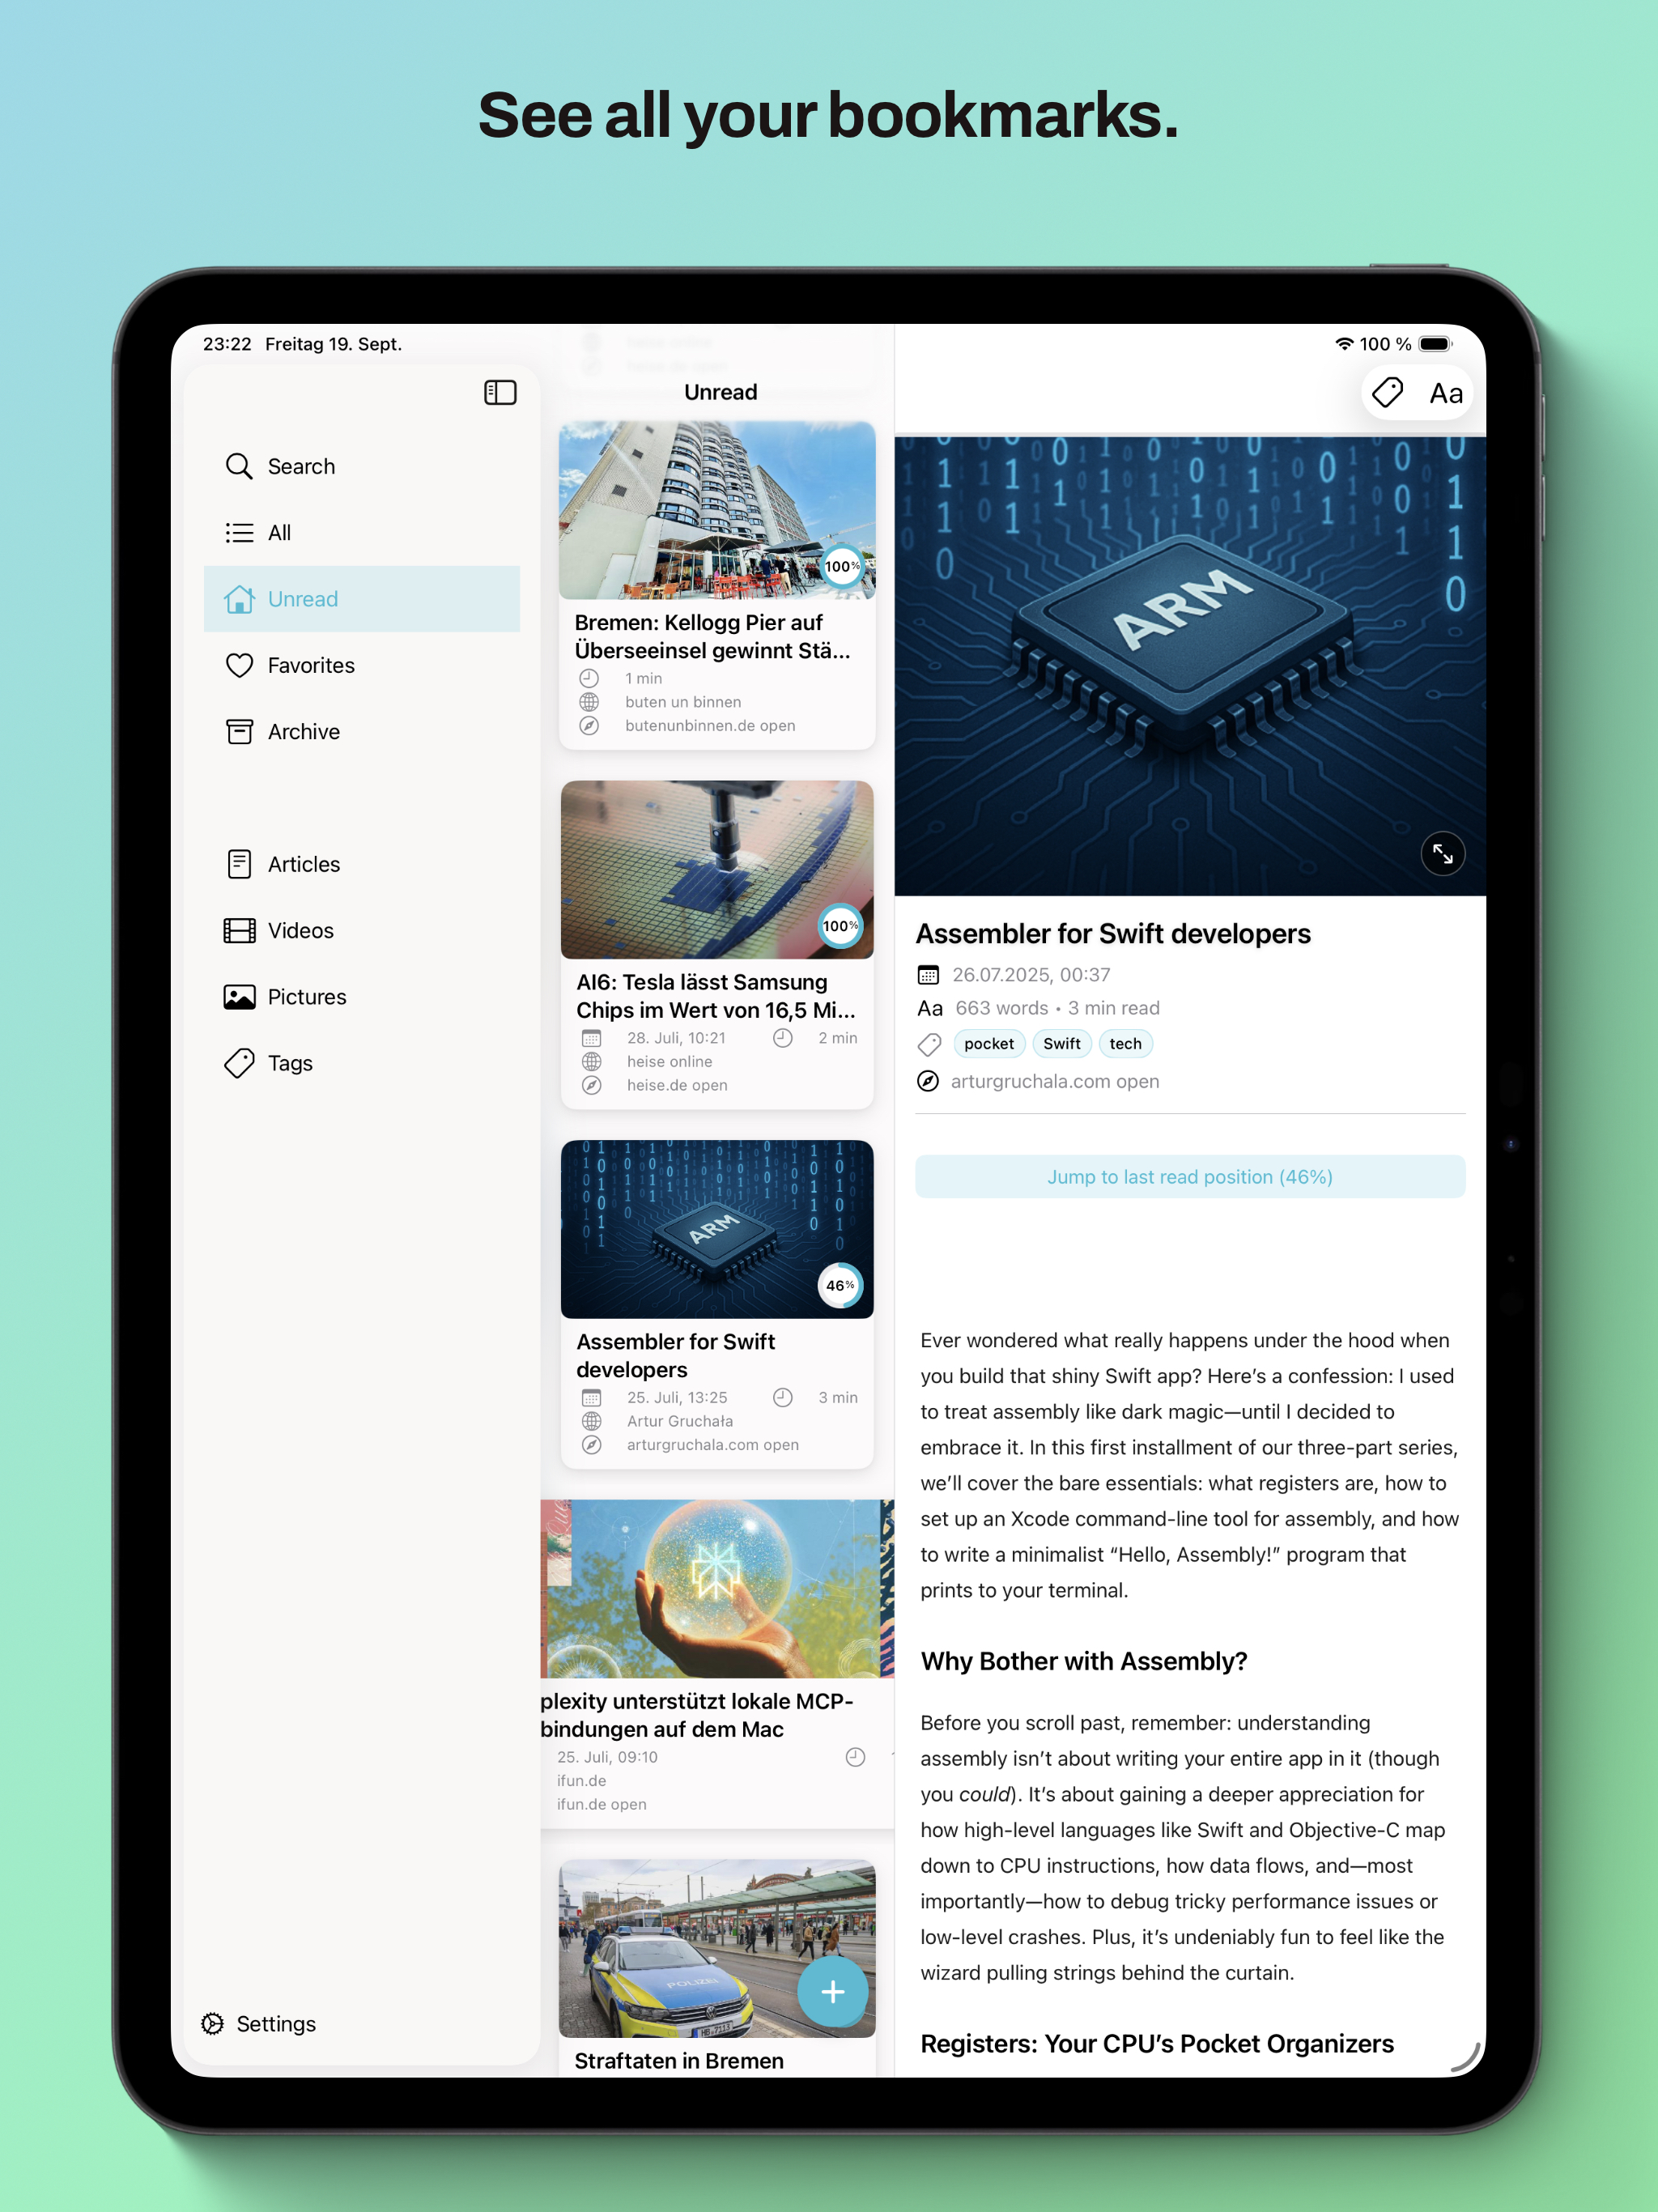 See all your bookmarks.
23:22 Freitag 19. Sept.
100 %
Search
All
Unread
Favorites
Archive
Articles
Videos
Pictures
Tags
Settings
Unread
100%
Bremen: Kellogg Pier auf
Überseeinsel gewinnt Stä...
1 min
buten un binnen
butenunbinnen.de open
100%
AI6: Tesla lässt Samsung
Chips im Wert von 16,5 Mi...
28. Juli, 10:21 2 min
heise online
heise.de open
ARM
46%
Assembler for Swift
developers
25. Juli, 13:25 3 min
Artur Gruchała
arturgruchala.com open
plexity unterstützt lokale MCP-
bindungen auf dem Mac
25. Juli, 09:10
ifun.de
ifun.de open
POLIZEI
HB 7113
Straftaten in Bremen
Aa
ARM
Assembler for Swift developers
26.07.2025, 00:37
Aa 663 words • 3 min read
pocket Swift tech
arturgruchala.com open
Jump to last read position (46%)
Ever wondered what really happens under the hood when
you build that shiny Swift app? Here’s a confession: I used
to treat assembly like dark magic—until I decided to
embrace it. In this first installment of our three-part series,
we’ll cover the bare essentials: what registers are, how to
set up an Xcode command-line tool for assembly, and how
to write a minimalist “Hello, Assembly!” program that
prints to your terminal.
Why Bother with Assembly?
Before you scroll past, remember: understanding
assembly isn’t about writing your entire app in it (though
you could). It’s about gaining a deeper appreciation for
how high-level languages like Swift and Objective-C map
down to CPU instructions, how data flows, and—most
importantly—how to debug tricky performance issues or
low-level crashes. Plus, it’s undeniably fun to feel like the
wizard pulling strings behind the curtain.
Registers: Your CPU’s Pocket Organizers